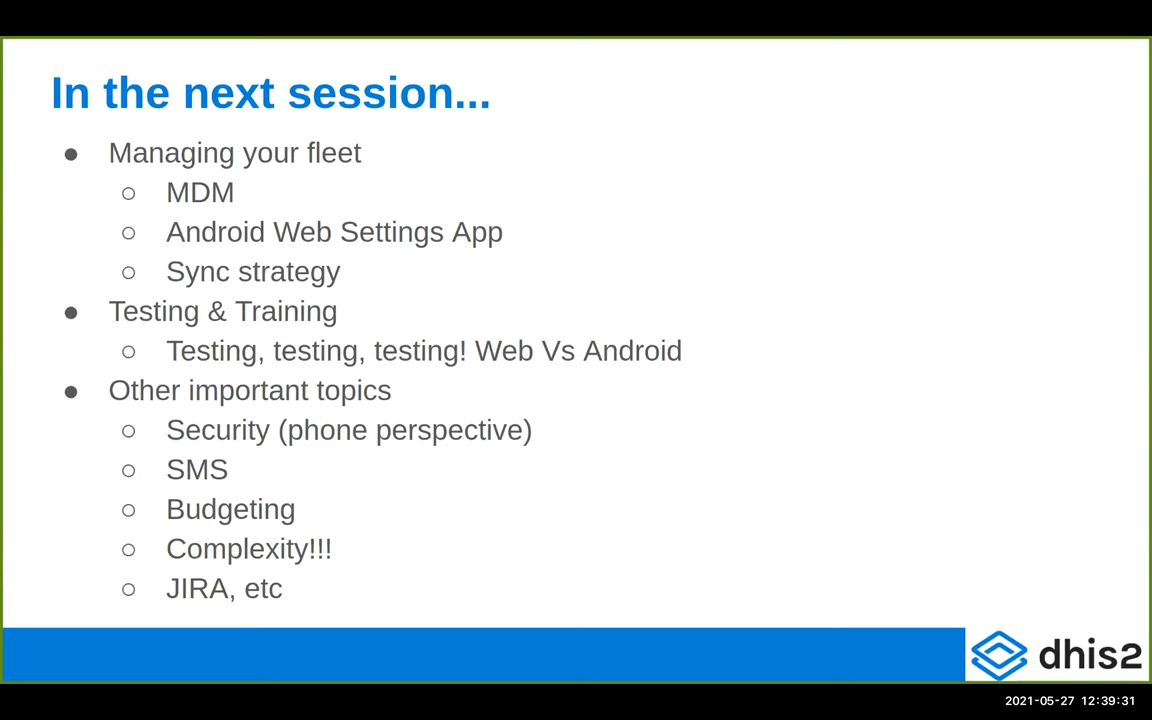 In the next session...
● Managing your fleet
○ MDM
○ Android Web Settings App
○ Sync strategy
● Testing & Training
○ Testing, testing, testing! Web Vs Android
● Other important topics
○ Security (phone perspective)
○ SMS
○ Budgeting
○ Complexity!!!
○ JIRA, etc
dhis2
2021-05-27 12:39:31